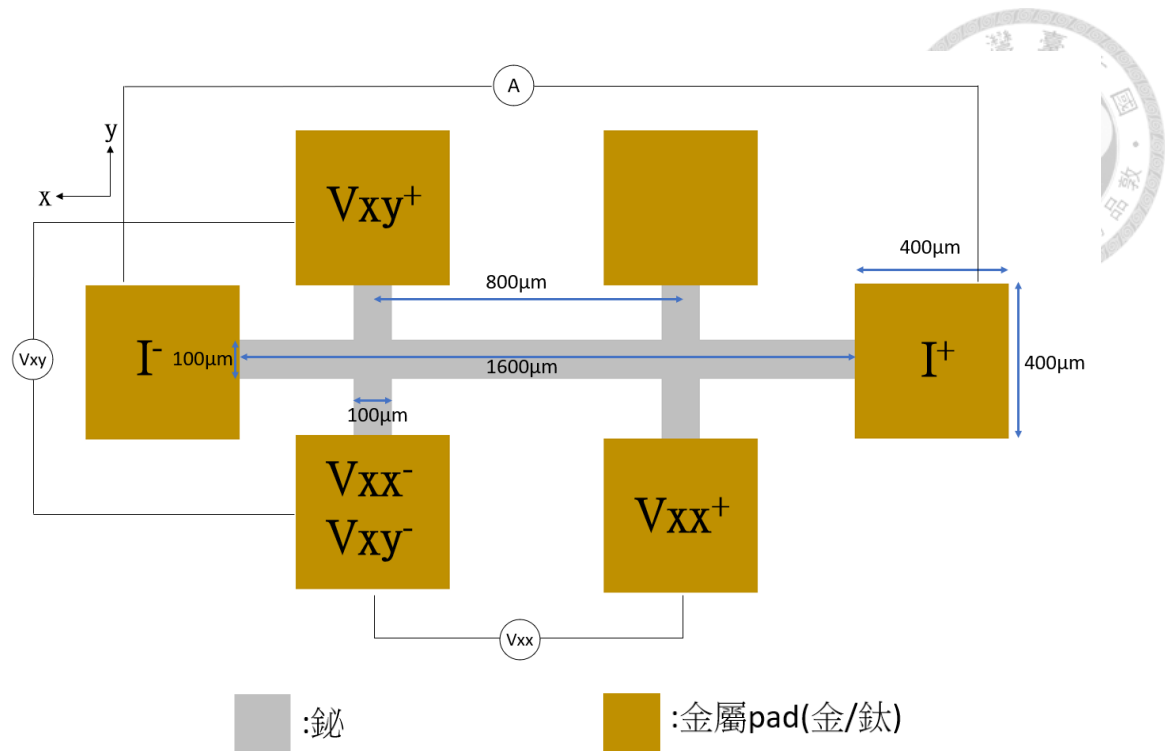 A
y
x
Vxy⁺
400μm
800μm
Vxy
I⁻
100μm
1600μm
I⁺
400μm
100μm
Vxx⁻
Vxy⁻
Vxx⁺
Vxx
:鉍
:金屬pad(金/鈦)